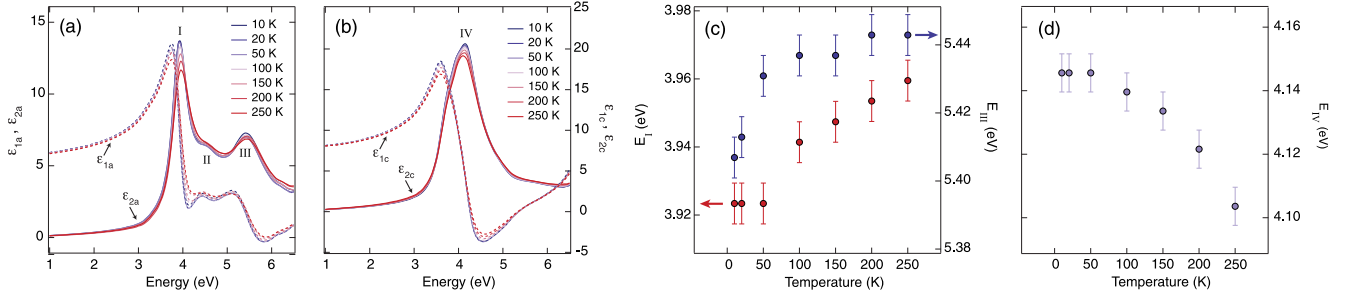 (a)
I
10 K
20 K
50 K
100 K
150 K
200 K
250 K
II
III
ε1a
ε2a
ε1a , ε2a
15
10
5
0
1 2 3 4 5 6
Energy (eV)
(b)
IV
10 K
20 K
50 K
100 K
150 K
200 K
250 K
ε1c
ε2c
25
20
15
10
5
0
-5
ε1c, ε2c
1 2 3 4 5 6
Energy (eV)
(c)
3.98
3.96
3.94
3.92
EI (eV)
5.44
5.42
5.40
5.38
EIII (eV)
0 50 100 150 200 250
Temperature (K)
(d)
4.16
4.14
4.12
4.10
EIV (eV)
0 50 100 150 200 250
Temperature (K)